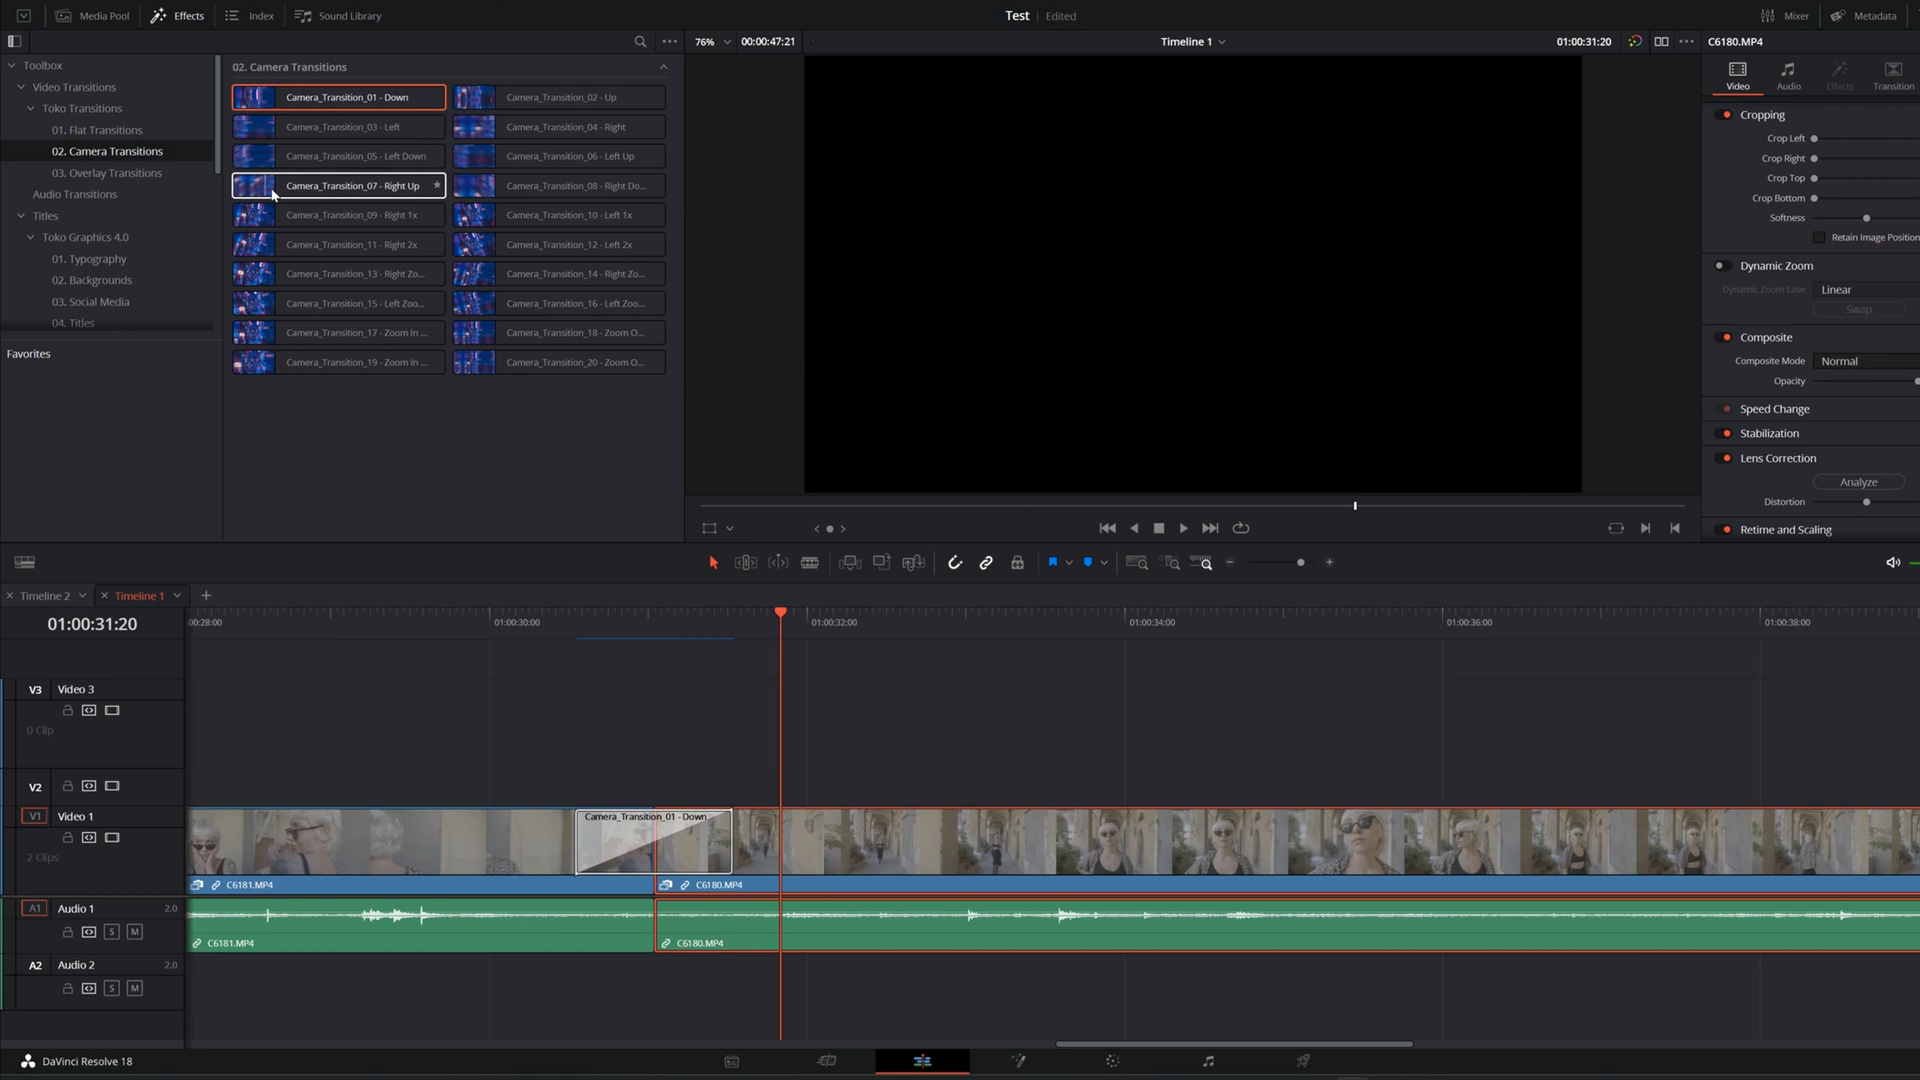 Media Pool
Effects
Index
Sound Library
Test
Edited
Mixer
Metadata
76%
00:00:47:21
Timeline 1
01:00:31:20
C6180.MP4
Toolbox
Video Transitions
Toko Transitions
01. Flat Transitions
02. Camera Transitions
03. Overlay Transitions
Audio Transitions
Titles
Toko Graphics 4.0
01. Typography
02. Backgrounds
03. Social Media
04. Titles
Favorites
02. Camera Transitions
Camera_Transition_01 - Down
Camera_Transition_02 - Up
Camera_Transition_03 - Left
Camera_Transition_04 - Right
Camera_Transition_05 - Left Down
Camera_Transition_06 - Left Up
Camera_Transition_07 - Right Up
Camera_Transition_08 - Right Do...
Camera_Transition_09 - Right 1x
Camera_Transition_10 - Left 1x
Camera_Transition_11 - Right 2x
Camera_Transition_12 - Left 2x
Camera_Transition_13 - Right Zo...
Camera_Transition_14 - Right Zo...
Camera_Transition_15 - Left Zoo...
Camera_Transition_16 - Left Zoo...
Camera_Transition_17 - Zoom In ...
Camera_Transition_18 - Zoom O...
Camera_Transition_19 - Zoom In ...
Camera_Transition_20 - Zoom O...
Video
Audio
Effects
Transition
Cropping
Crop Left
Crop Right
Crop Top
Crop Bottom
Softness
Retain Image Position
Dynamic Zoom
Dynamic Zoom Ease
Linear
Swap
Composite
Composite Mode
Normal
Opacity
Speed Change
Stabilization
Lens Correction
Analyze
Distortion
Retime and Scaling
Timeline 2
Timeline 1
01:00:31:20
00:28:00
01:00:30:00
01:00:32:00
01:00:34:00
01:00:36:00
01:00:38:00
V3
Video 3
0 Clip
V2
V1
Video 1
2 Clips
Camera_Transition_01 - Down
C6181.MP4
C6180.MP4
A1
Audio 1
2.0
S
M
C6181.MP4
C6180.MP4
A2
Audio 2
2.0
S
M
DaVinci Resolve 18